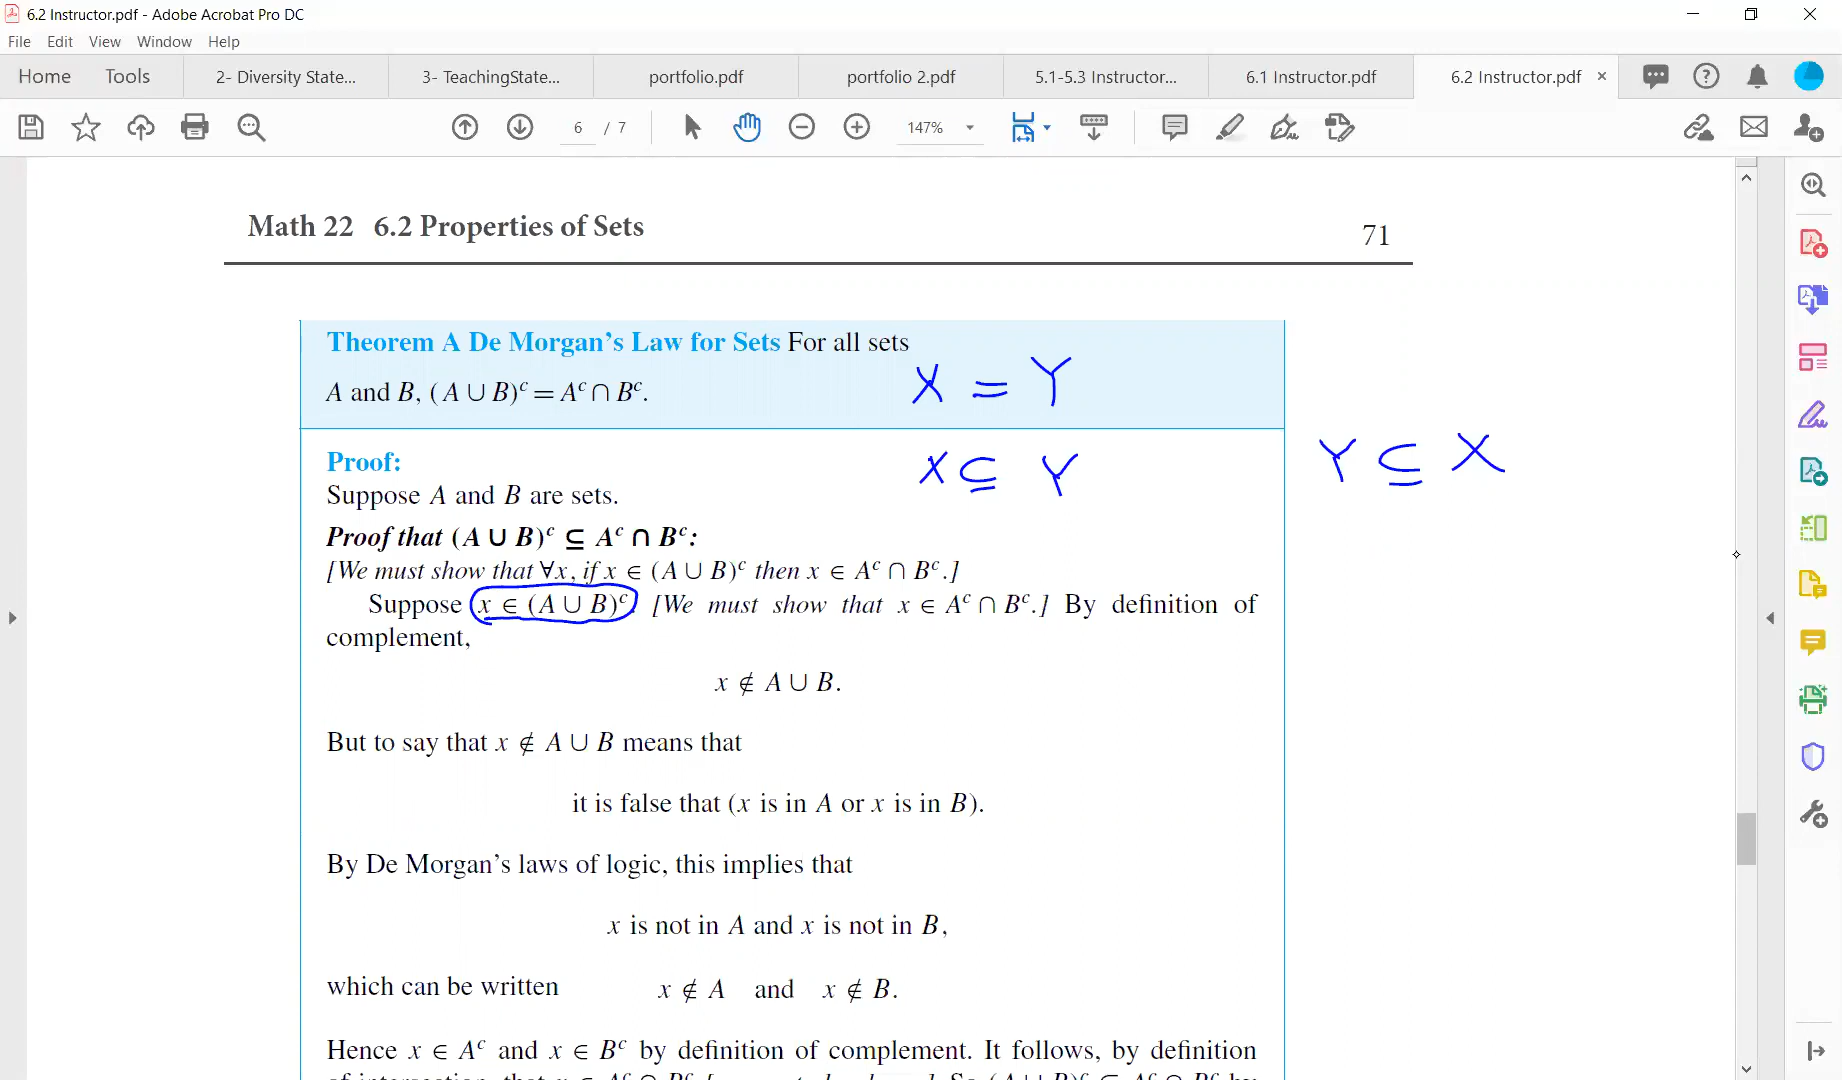 6.2 Instructor.pdf - Adobe Acrobat Pro DC
File Edit View Window Help
Home Tools 2- Diversity State... 3- TeachingState... portfolio.pdf portfolio 2.pdf 5.1-5.3 Instructor... 6.1 Instructor.pdf 6.2 Instructor.pdf ×
6 / 7 147%
Math 22 6.2 Properties of Sets 71
Theorem A De Morgan's Law for Sets For all sets
A and B, (A ∪ B)ᶜ = Aᶜ ∩ Bᶜ.
X = Y
Proof:
X ⊆ Y Y ⊆ X
Suppose A and B are sets.
Proof that (A ∪ B)ᶜ ⊆ Aᶜ ∩ Bᶜ:
[We must show that ∀x, if x ∈ (A ∪ B)ᶜ then x ∈ Aᶜ ∩ Bᶜ.]
Suppose x ∈ (A ∪ B)ᶜ. [We must show that x ∈ Aᶜ ∩ Bᶜ.] By definition of
complement,
x ∉ A ∪ B.
But to say that x ∉ A ∪ B means that
it is false that (x is in A or x is in B).
By De Morgan's laws of logic, this implies that
x is not in A and x is not in B,
which can be written x ∉ A and x ∉ B.
Hence x ∈ Aᶜ and x ∈ Bᶜ by definition of complement. It follows, by definition